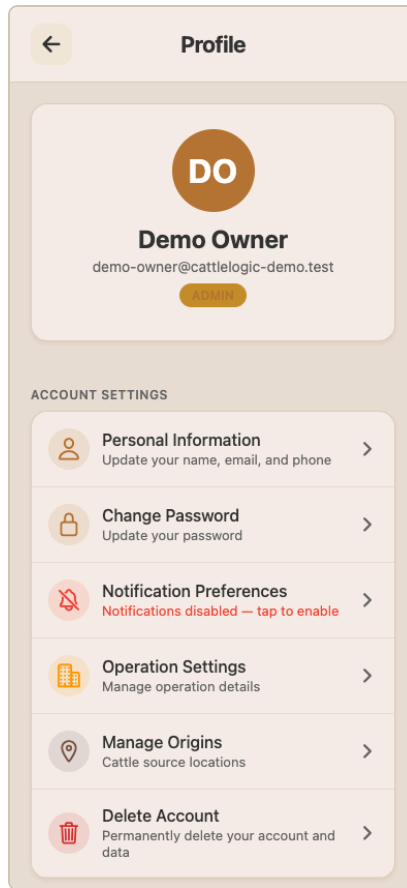 Profile
DO
Demo Owner
demo-owner@cattlelogic-demo.test
ADMIN
ACCOUNT SETTINGS
Personal Information
Update your name, email, and phone
Change Password
Update your password
Notification Preferences
Notifications disabled — tap to enable
Operation Settings
Manage operation details
Manage Origins
Cattle source locations
Delete Account
Permanently delete your account and
data